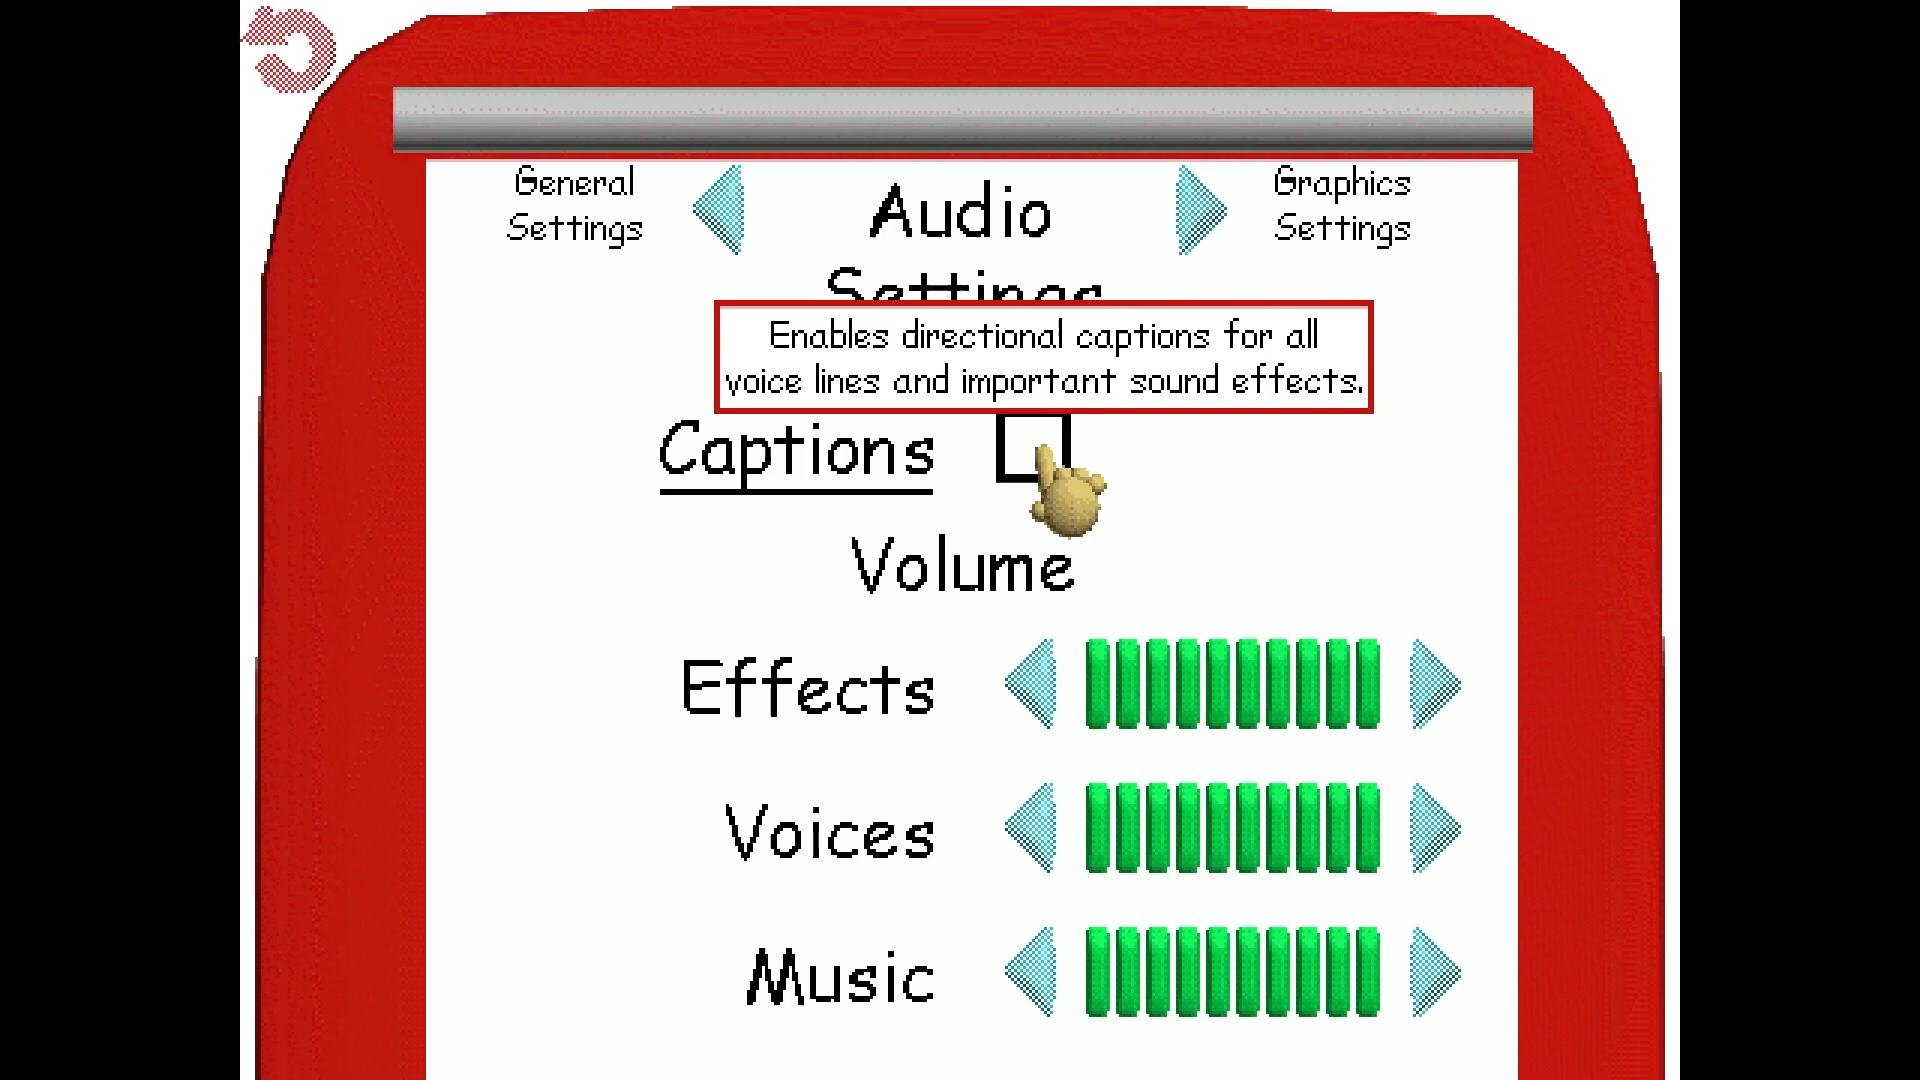 General
Settings
Audio
Settings
Graphics
Settings
Enables directional captions for all
voice lines and important sound effects.
Captions
Volume
Effects
Voices
Music